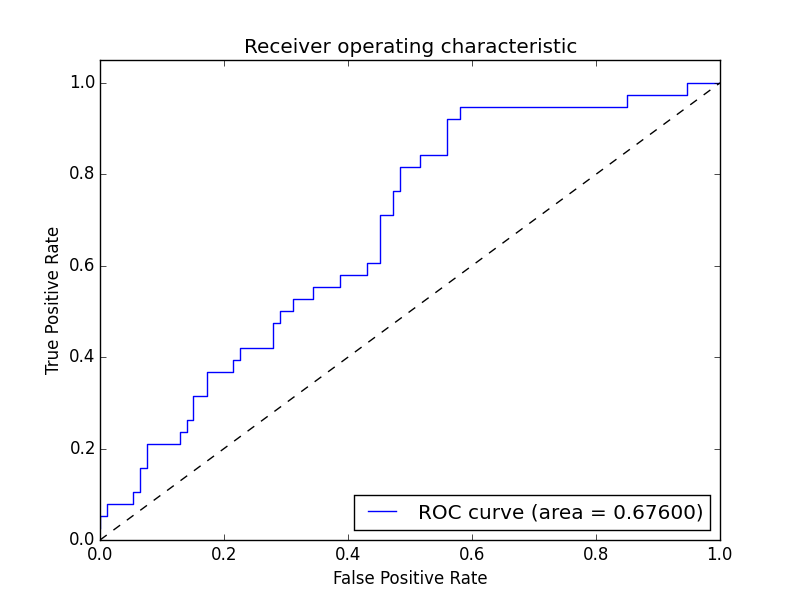 Receiver operating characteristic
True Positive Rate
1.0
0.8
0.6
0.4
0.2
0.0
ROC curve (area = 0.67600)
0.0 0.2 0.4 0.6 0.8 1.0
False Positive Rate